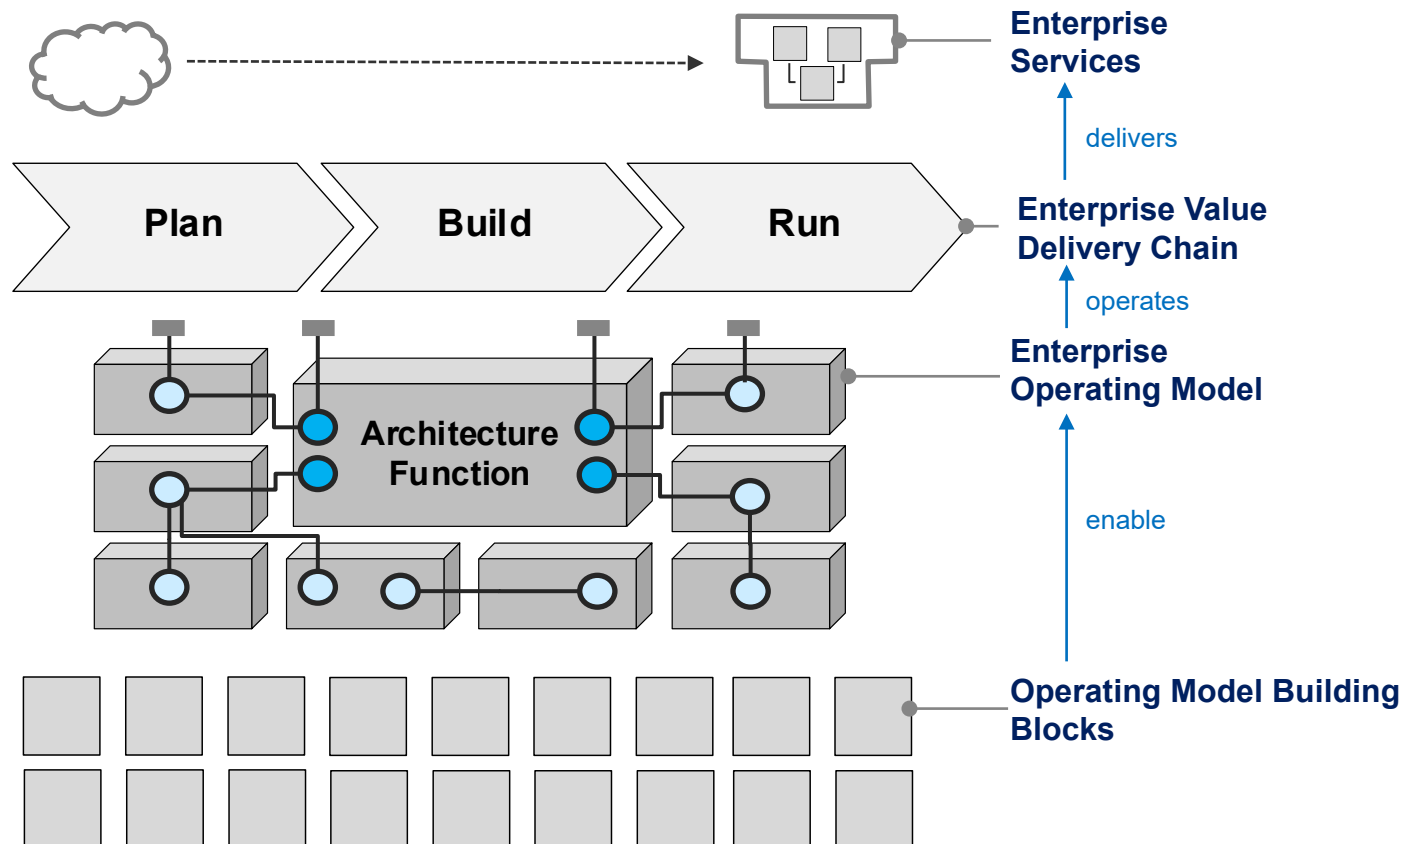 Enterprise
Services
delivers
Plan
Build
Run
Enterprise Value
Delivery Chain
operates
Enterprise
Operating Model
Architecture
Function
enable
Operating Model Building
Blocks